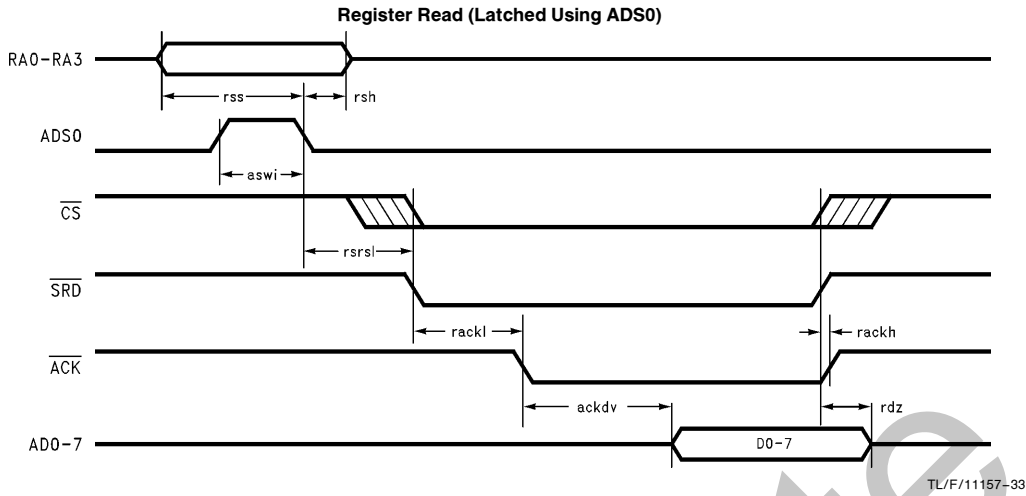 Register Read (Latched Using ADS0)
RA0-RA3
rss
rsh
ADS0
aswi
CS
rsrsl
SRD
rackl
rackh
ACK
ackdv
rdz
AD0-7
D0-7
TL/F/11157-33